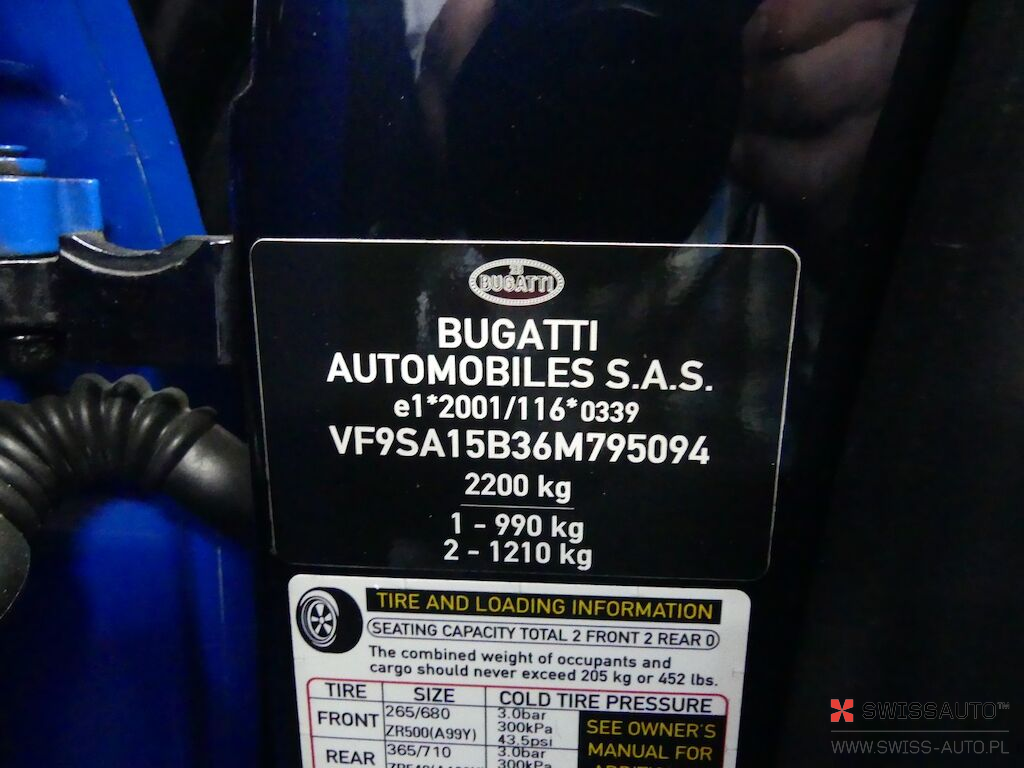 BUGATTI
BUGATTI
AUTOMOBILES S.A.S.
e1*2001/116*0339
VF9SA15B36M795094
2200 kg
1 - 990 kg
2 - 1210 kg
TIRE AND LOADING INFORMATION
SEATING CAPACITY TOTAL 2 FRONT 2 REAR 0
The combined weight of occupants and
cargo should never exceed 205 kg or 452 lbs.
TIRE SIZE COLD TIRE PRESSURE
FRONT 265/680 3.0bar
ZR500(A99Y) 300kPa
43.5psi
SEE OWNER'S
MANUAL FOR
REAR 365/710 3.0bar
300kPa
SWISSAUTO™
WWW.SWISS-AUTO.PL